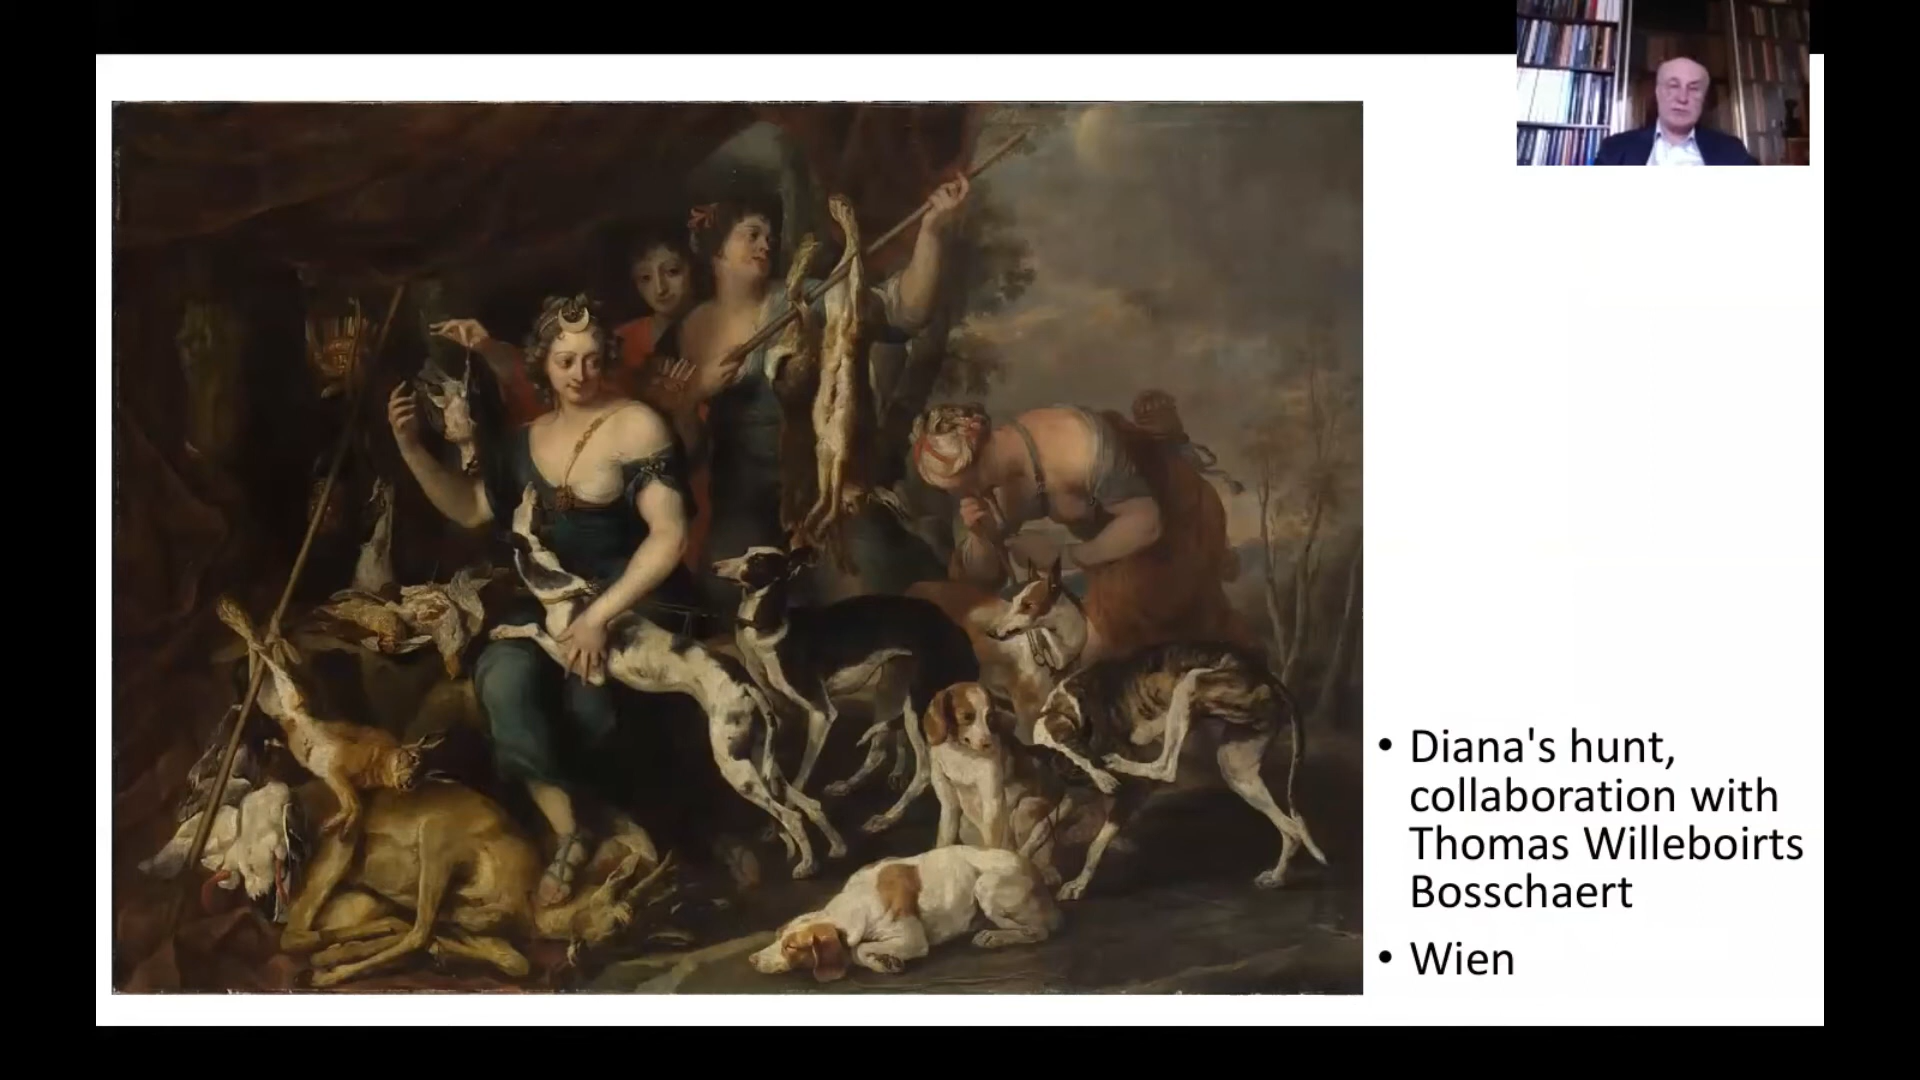 • Diana's hunt,
collaboration with
Thomas Willeboirts
Bosschaert
• Wien